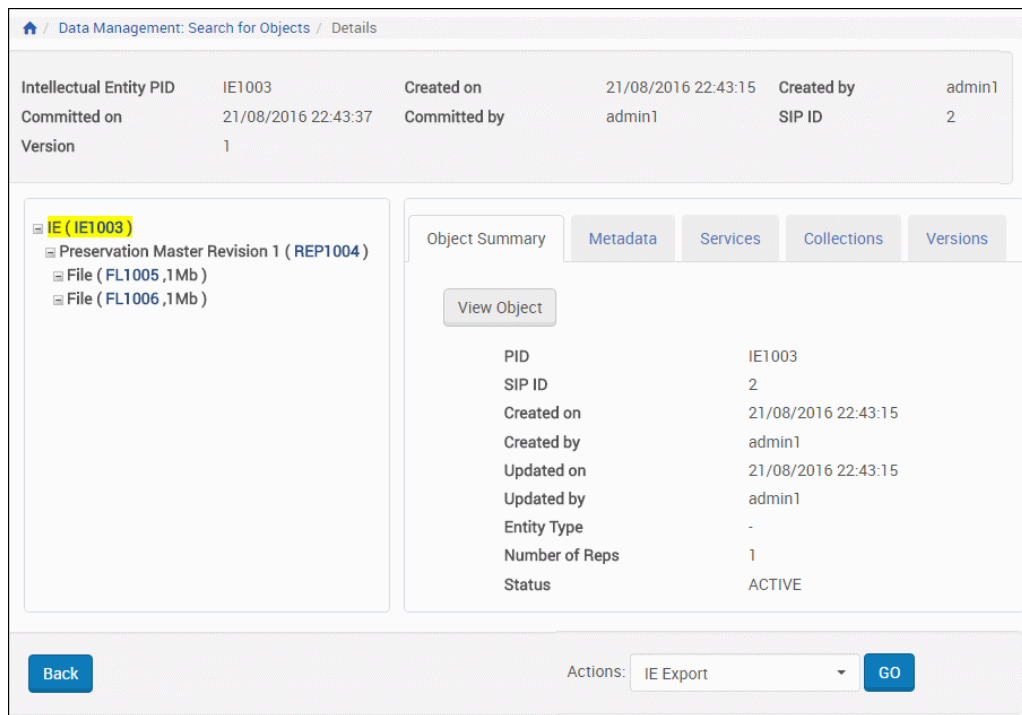 / Data Management: Search for Objects / Details
Intellectual Entity PID IE1003 Created on 21/08/2016 22:43:15 Created by admin1
Committed on 21/08/2016 22:43:37 Committed by admin1 SIP ID 2
Version 1
IE ( IE1003 )
Preservation Master Revision 1 ( REP1004 )
File ( FL1005 ,1Mb )
File ( FL1006 ,1Mb )
Object Summary Metadata Services Collections Versions
View Object
PID IE1003
SIP ID 2
Created on 21/08/2016 22:43:15
Created by admin1
Updated on 21/08/2016 22:43:15
Updated by admin1
Entity Type -
Number of Reps 1
Status ACTIVE
Back Actions: IE Export GO